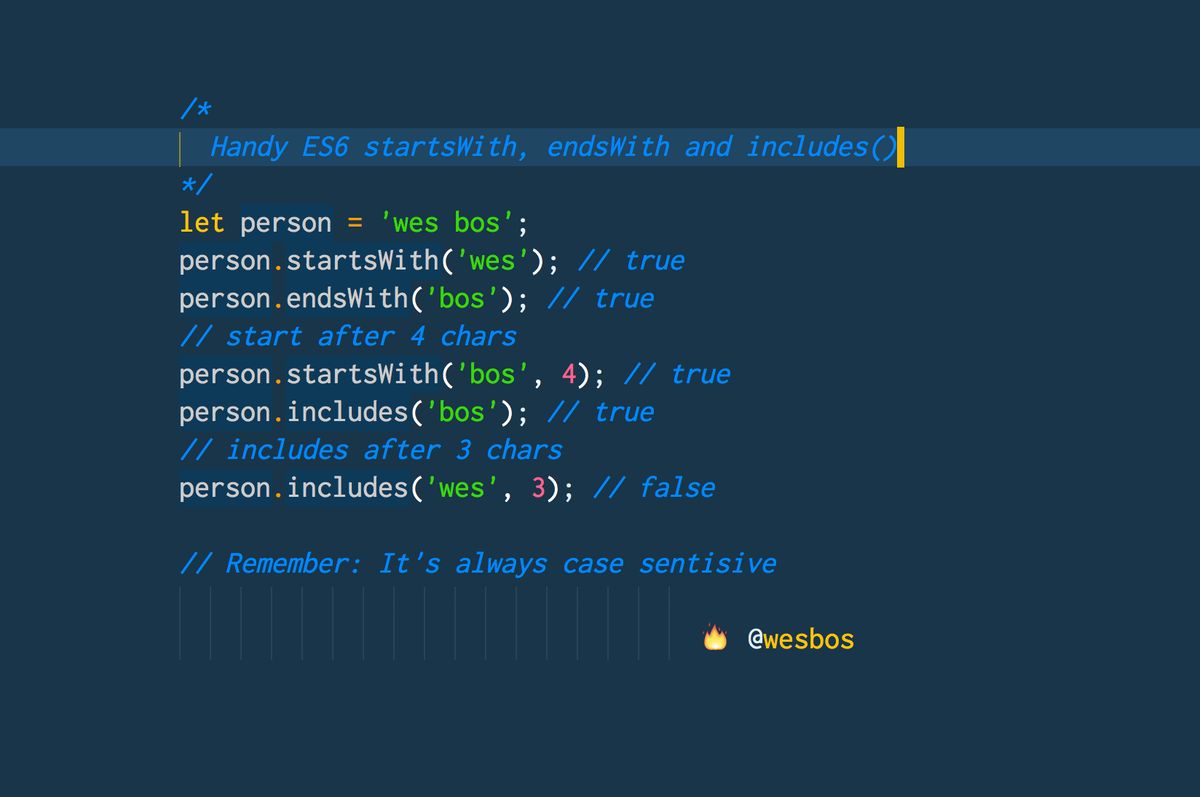 /*
Handy ES6 startsWith, endsWith and includes()
*/
let person = 'wes bos';
person.startsWith('wes'); // true
person.endsWith('bos'); // true
// start after 4 chars
person.startsWith('bos', 4); // true
person.includes('bos'); // true
// includes after 3 chars
person.includes('wes', 3); // false
// Remember: It's always case sentisive
🔥 @wesbos